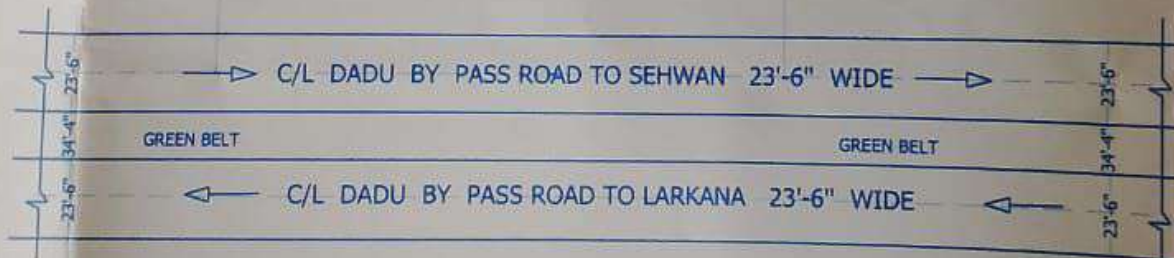 23'-6"
C/L DADU BY PASS ROAD TO SEHWAN 23'-6" WIDE
23'-6"
34'-4"
GREEN BELT
GREEN BELT
34'-4"
23'-6"
C/L DADU BY PASS ROAD TO LARKANA 23'-6" WIDE
23'-6"